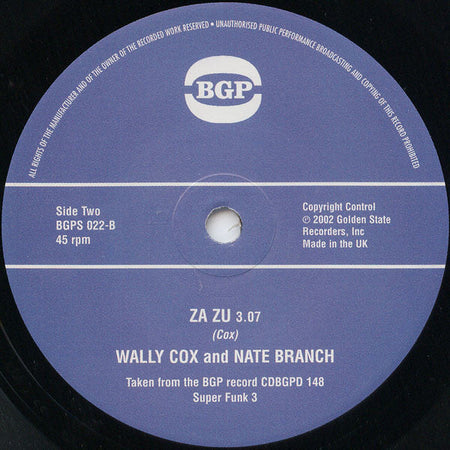 ALL RIGHTS OF THE MANUFACTURER AND OF THE OWNER OF THE RECORDED WORK RESERVED • UNAUTHORISED PUBLIC PERFORMANCE BROADCASTING AND COPYING OF THIS RECORD PROHIBITED
BGP
Side Two
BGPS 022-B
45 rpm
Copyright Control
℗ 2002 Golden State
Recorders, Inc
Made in the UK
ZA ZU 3.07
(Cox)
WALLY COX and NATE BRANCH
Taken from the BGP record CDBGPD 148
Super Funk 3